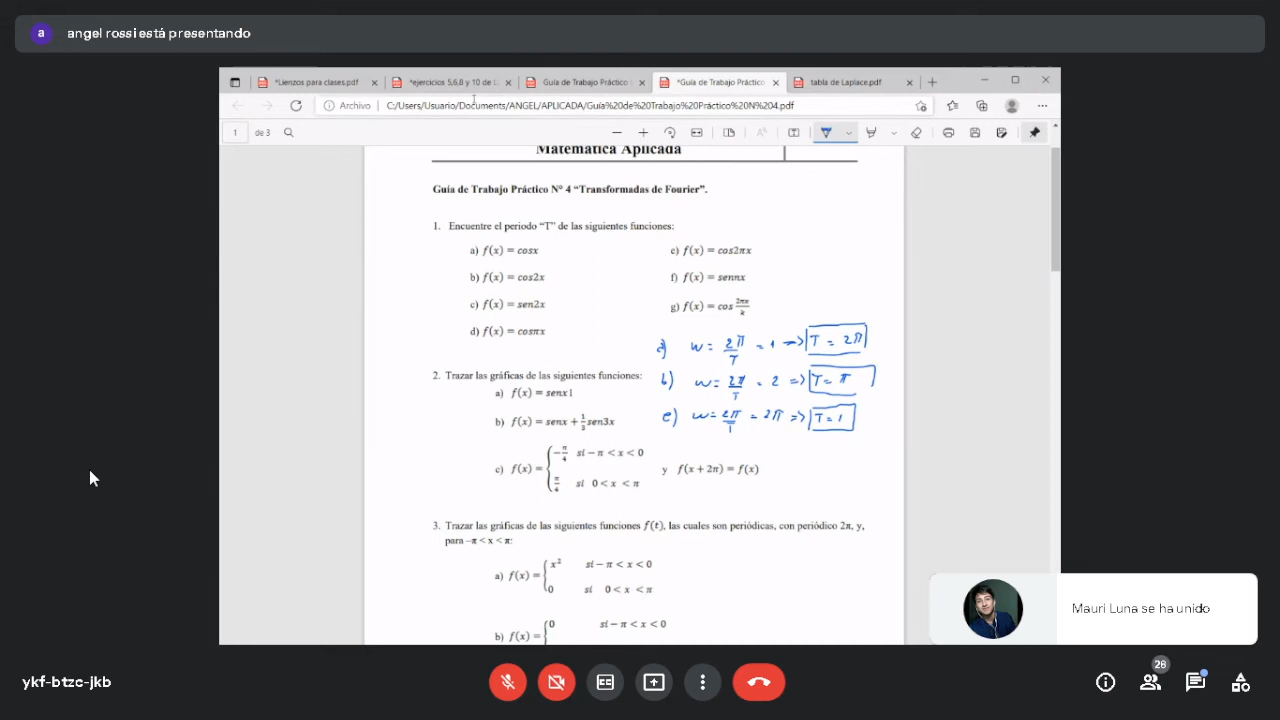 a angel rossi está presentando
*Lienzos para clases.pdf
*ejercicios 5,6,8 y 10 de L
Guía de Trabajo Práctico
*Guía de Trabajo Práctico
tabla de Laplace.pdf
Archivo C:/Users/Usuario/Documents/ANGEL/APLICADA/Guía%20de%20Trabajo%20Práctico%20N%204.pdf
1 de 3
Matemática Aplicada
Guía de Trabajo Práctico N° 4 “Transformadas de Fourier”.
1. Encuentre el periodo “T” de las siguientes funciones:
a) f(x) = cosx
e) f(x) = cos2πx
b) f(x) = cos2x
f) f(x) = sennx
c) f(x) = sen2x
g) f(x) = cos 2πx/k
d) f(x) = cosπx
a) w = 2π/T = 1 => T = 2π
b) w = 2π/T = 2 => T = π
e) w = 2π/T = 2π => T = 1
2. Trazar las gráficas de las siguientes funciones:
a) f(x) = senx
b) f(x) = senx + 1/3 sen3x
c) f(x) = { -π/4 si −π < x < 0
π/4 si 0 < x < π
y f(x + 2π) = f(x)
3. Trazar las gráficas de las siguientes funciones f(t), las cuales son periódicas, con periódico 2π, y,
para −π < x < π:
a) f(x) = { x² si − π < x < 0
0 si 0 < x < π
b) f(x) = { 0 si − π < x < 0
Mauri Luna se ha unido
ykf-btzc-jkb
26